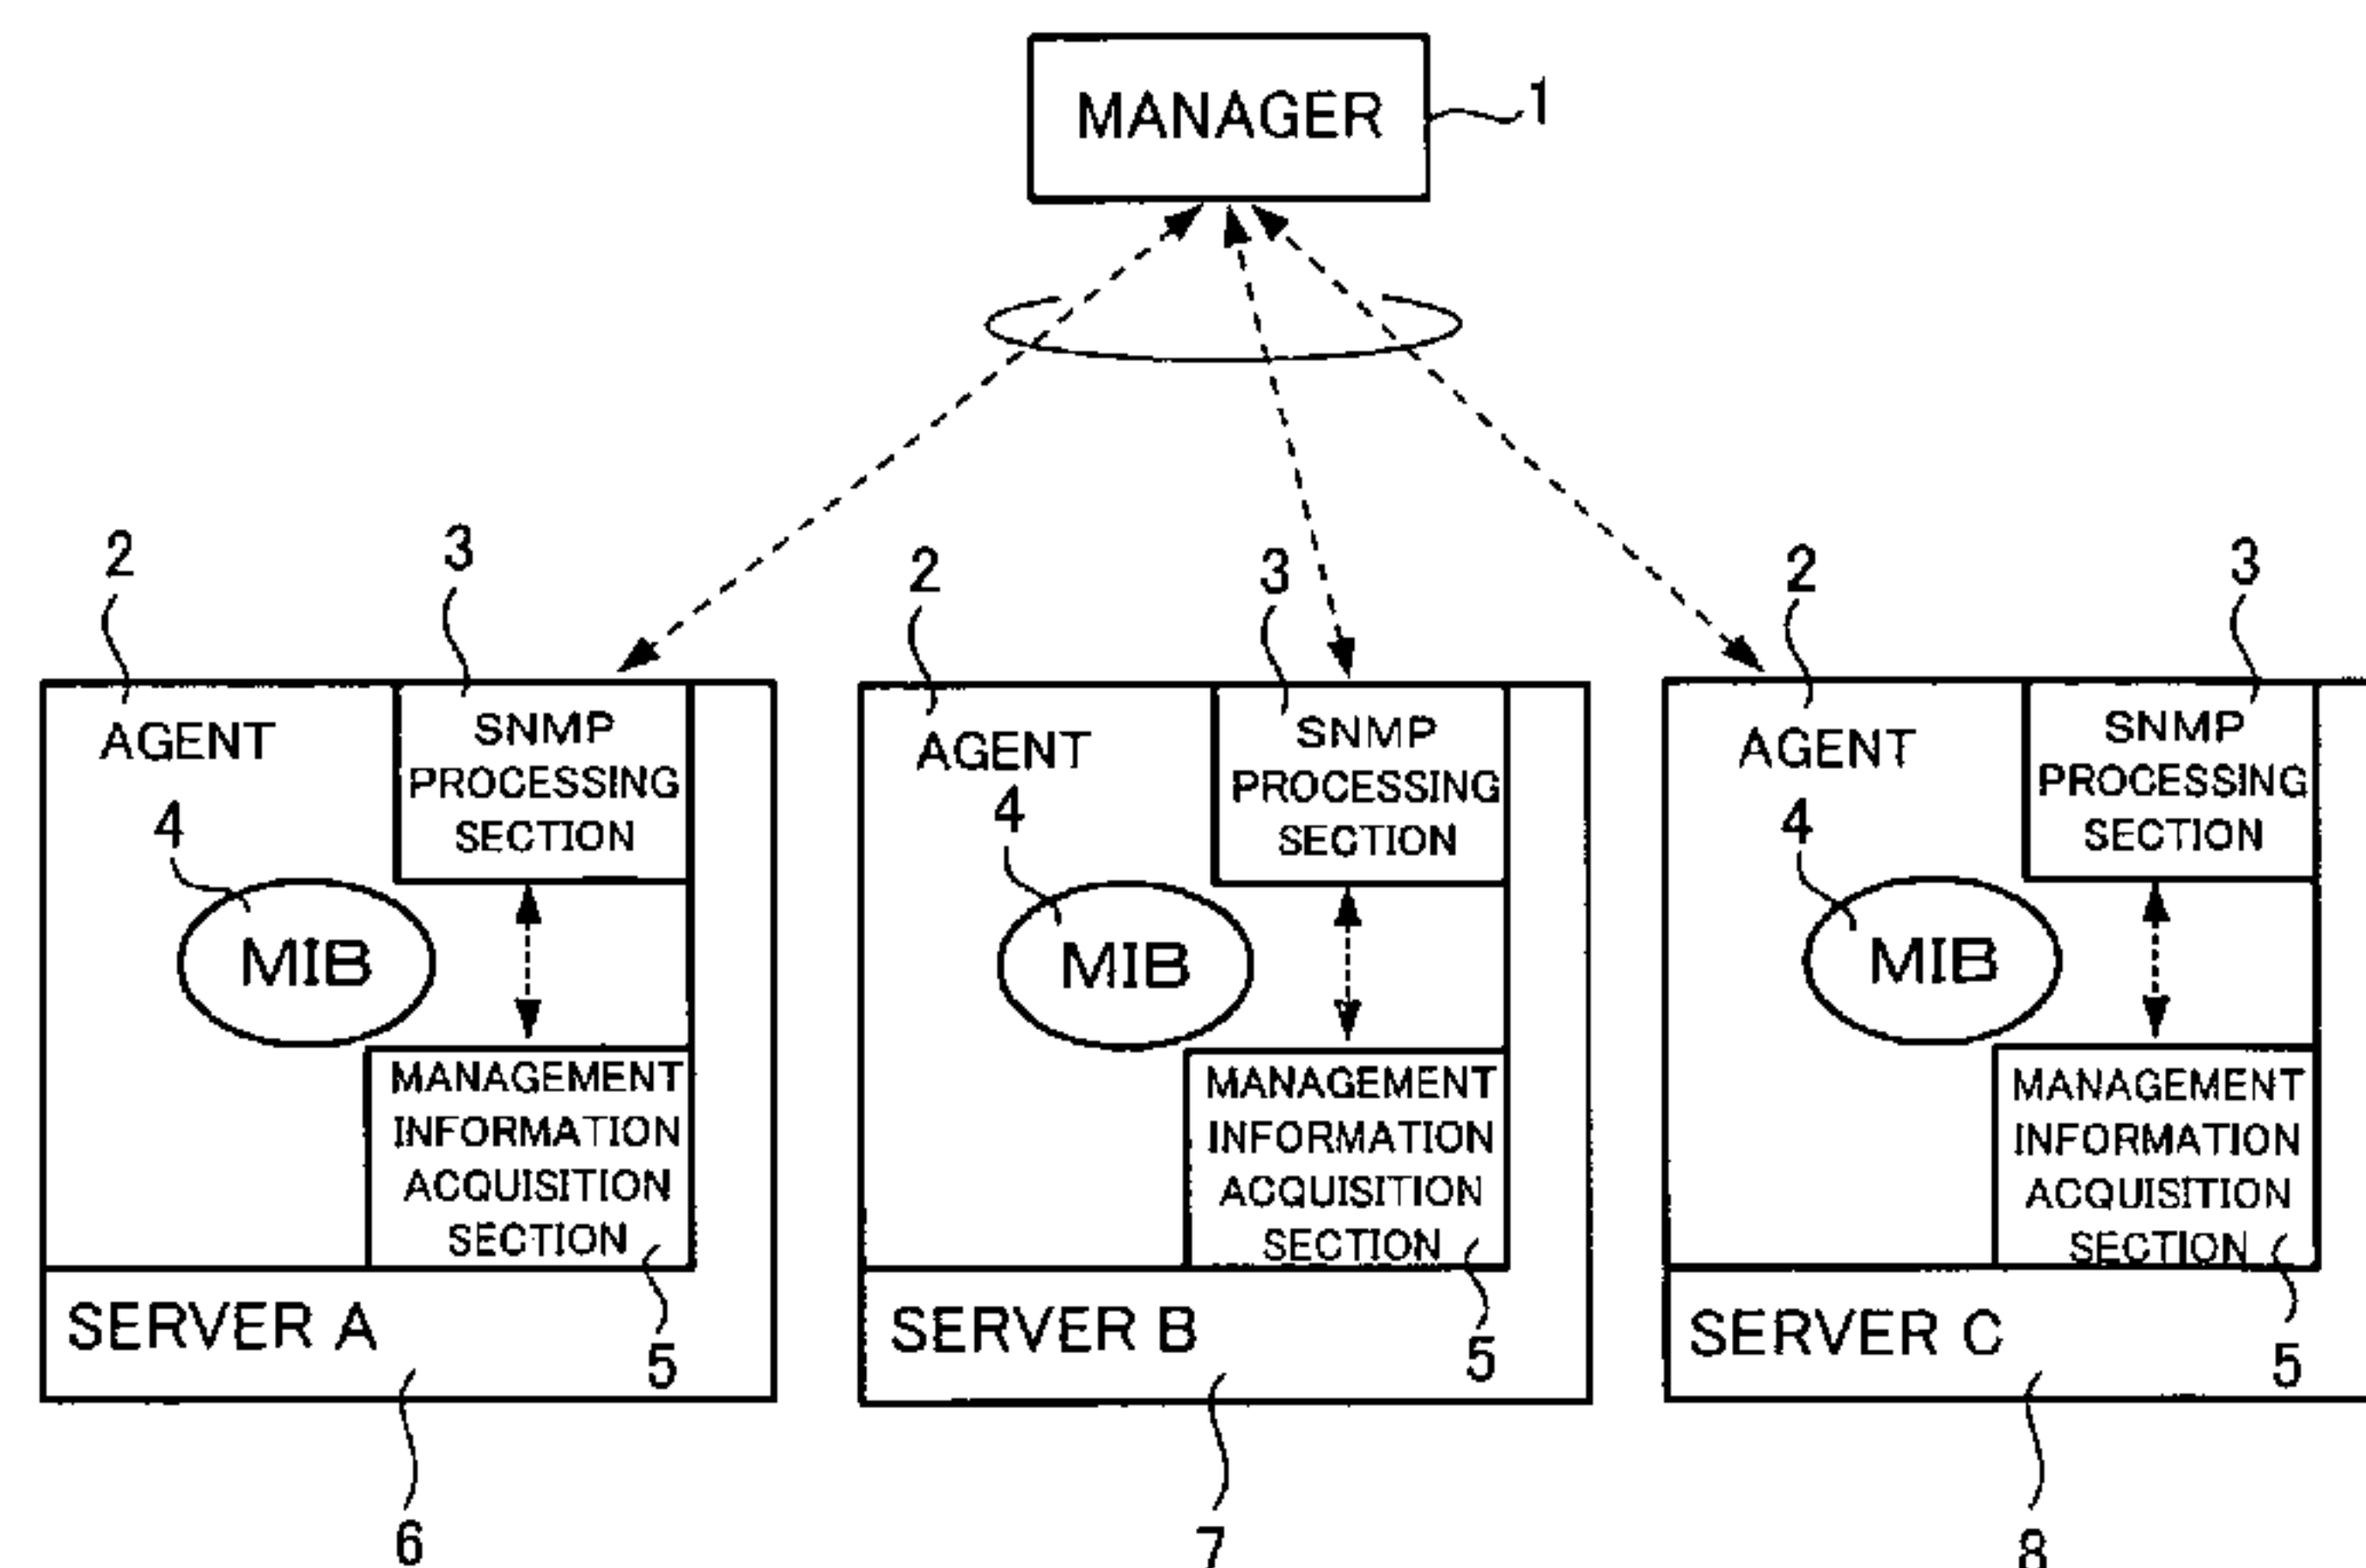 MANAGER
1
2
3
AGENT
SNMP
PROCESSING
SECTION
4
MIB
MANAGEMENT
INFORMATION
ACQUISITION
SECTION
SERVER A
5
6
2
3
AGENT
SNMP
PROCESSING
SECTION
4
MIB
MANAGEMENT
INFORMATION
ACQUISITION
SECTION
SERVER B
5
7
2
3
AGENT
SNMP
PROCESSING
SECTION
4
MIB
MANAGEMENT
INFORMATION
ACQUISITION
SECTION
SERVER C
5
8